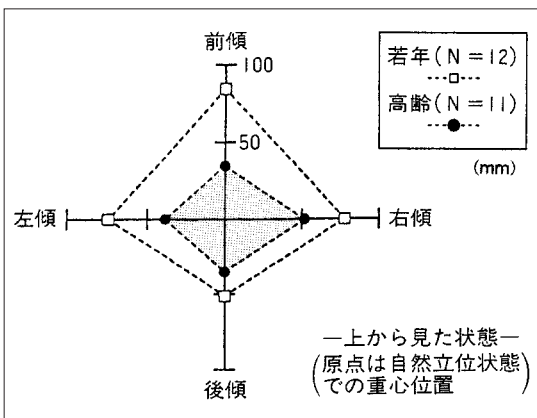 前傾
100
50
左傾
右傾
後傾
若年(N=12)
高齢(N=11)
(mm)
―上から見た状態―
(原点は自然立位状態
での重心位置)